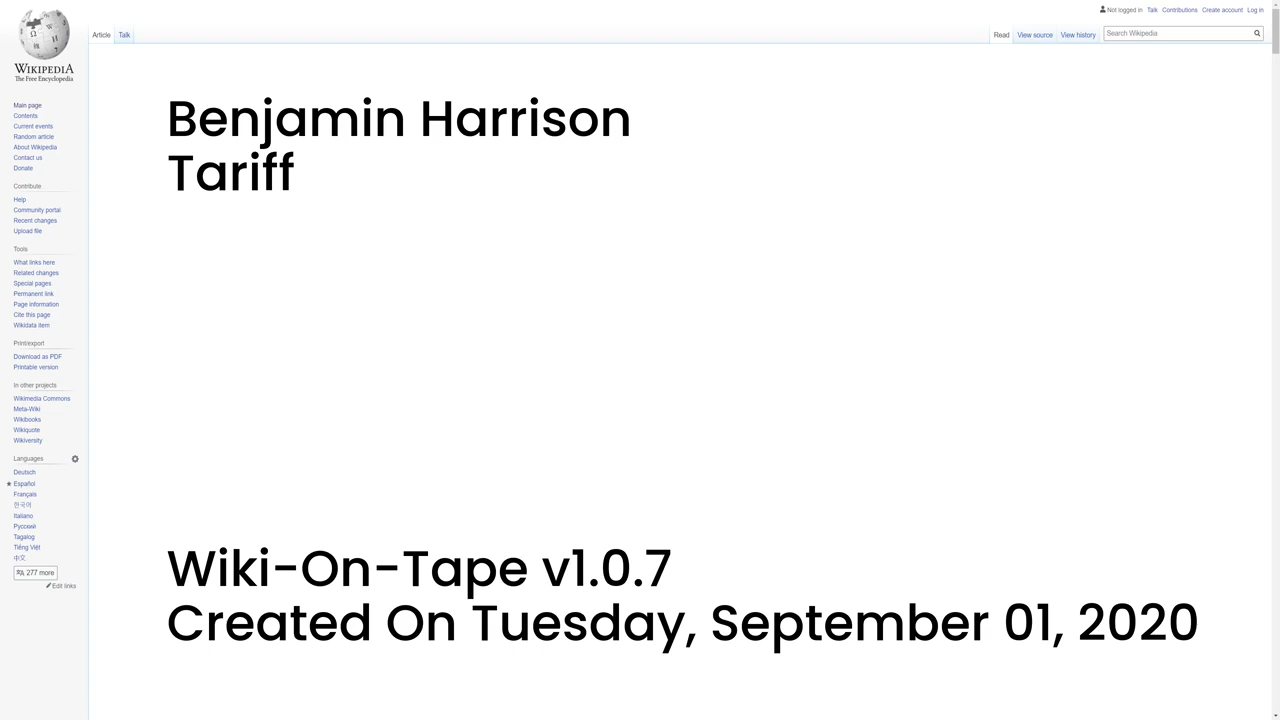 Not logged in Talk Contributions Create account Log in
Article Talk Read View source View history Search Wikipedia
WIKIPEDIA
The Free Encyclopedia
Main page
Contents
Current events
Random article
About Wikipedia
Contact us
Donate
Contribute
Help
Community portal
Recent changes
Upload file
Tools
What links here
Related changes
Special pages
Permanent link
Page information
Cite this page
Wikidata item
Print/export
Download as PDF
Printable version
In other projects
Wikimedia Commons
Meta-Wiki
Wikibooks
Wikiquote
Wikiversity
Languages
Deutsch
Español
Français
한국어
Italiano
Русский
Tagalog
Tiếng Việt
中文
277 more
Edit links
Benjamin Harrison
Tariff
Wiki-On-Tape v1.0.7
Created On Tuesday, September 01, 2020